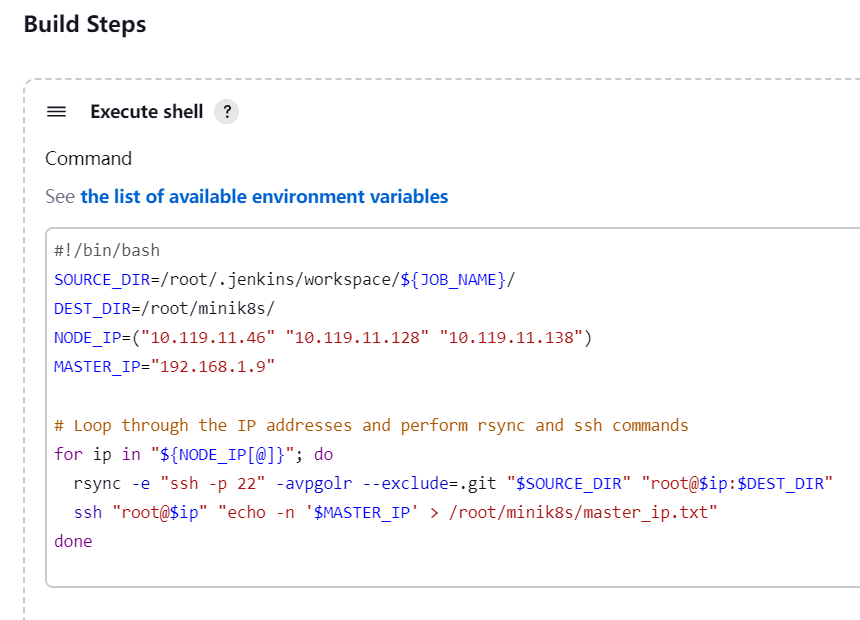 Build Steps
Execute shell ?
Command
See the list of available environment variables
#!/bin/bash
SOURCE_DIR=/root/.jenkins/workspace/${JOB_NAME}/
DEST_DIR=/root/minik8s/
NODE_IP=("10.119.11.46" "10.119.11.128" "10.119.11.138")
MASTER_IP="192.168.1.9"
# Loop through the IP addresses and perform rsync and ssh commands
for ip in "${NODE_IP[@]}"; do
  rsync -e "ssh -p 22" -avpgolr --exclude=.git "$SOURCE_DIR" "root@$ip:$DEST_DIR"
  ssh "root@$ip" "echo -n '$MASTER_IP' > /root/minik8s/master_ip.txt"
done